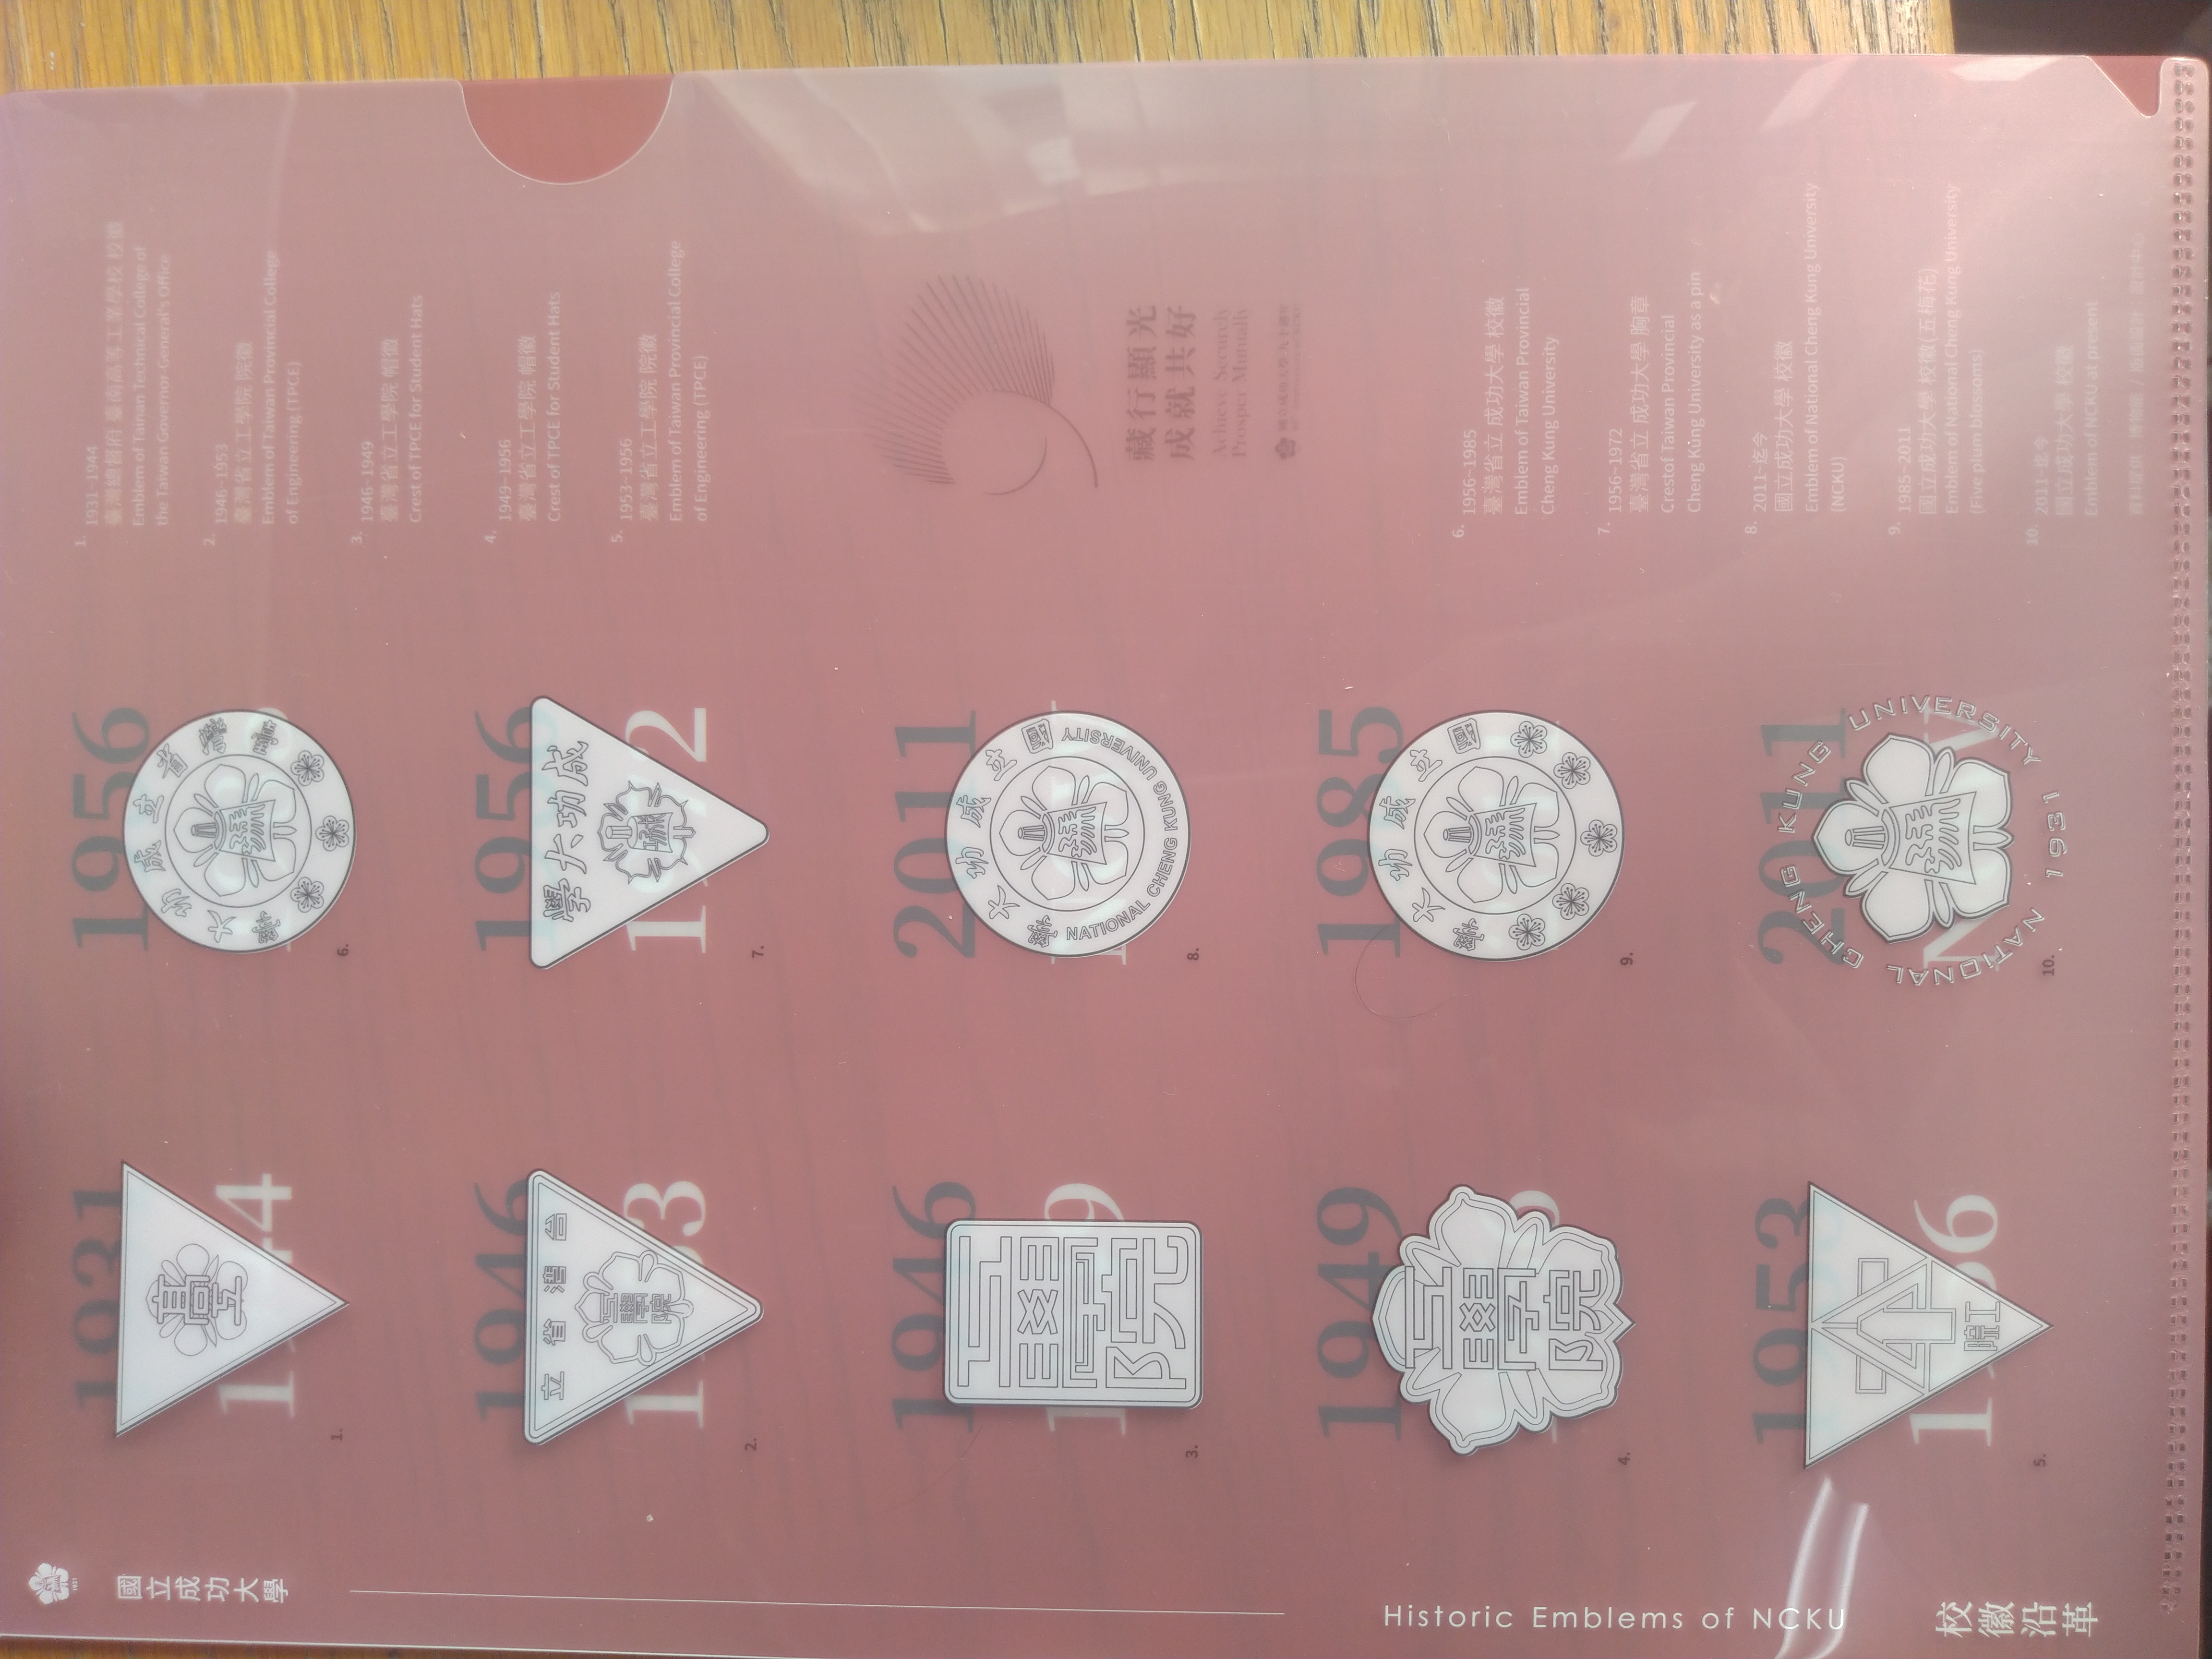 1931
國立成功大學
Historic Emblems of NCKU
校徽沿革
1931
臺
高
1.
1946
台灣省立
工學院
2.
1946
工學院
3.
1949
工學院
4.
1953
工院
5.
1956
臺灣省立成功大學
6.
1956
成功大學
成功
1972
7.
2011
國立成功大學
NATIONAL CHENG KUNG UNIVERSITY
8.
1985
國立成功大學
9.
2011
NATIONAL CHENG KUNG UNIVERSITY
1931
10.
1.
1931~1944
臺灣總督府 臺南高等工業學校 校徽
Emblem of Tainan Technical College of
the Taiwan Governor-General's Office
2.
1946~1953
臺灣省立工學院 院徽
Emblem of Taiwan Provincial College
of Engineering (TPCE)
3.
1946~1949
臺灣省立工學院 帽徽
Crest of TPCE for Student Hats
4.
1949~1956
臺灣省立工學院 帽徽
Crest of TPCE for Student Hats
5.
1953~1956
臺灣省立工學院 院徽
Emblem of Taiwan Provincial College
of Engineering (TPCE)
藏行顯光
成就共好
Achieve Securely
Prosper Mutually
國立成功大學 九十週年
6.
1956~1985
臺灣省立 成功大學 校徽
Emblem of Taiwan Provincial
Cheng Kung University
7.
1956~1972
臺灣省立 成功大學 胸章
Crestof Taiwan Provincial
Cheng Kung University as a pin
8.
2011~迄今
國立成功大學 校徽
Emblem of National Cheng Kung University
(NCKU)
9.
1985~2011
國立成功大學 校徽(五梅花)
Emblem of National Cheng Kung University
(Five plum blossoms)
10.
2011~迄今
國立成功大學 校徽
Emblem of NCKU at present
資料提供：博物館 / 版面設計：設計中心